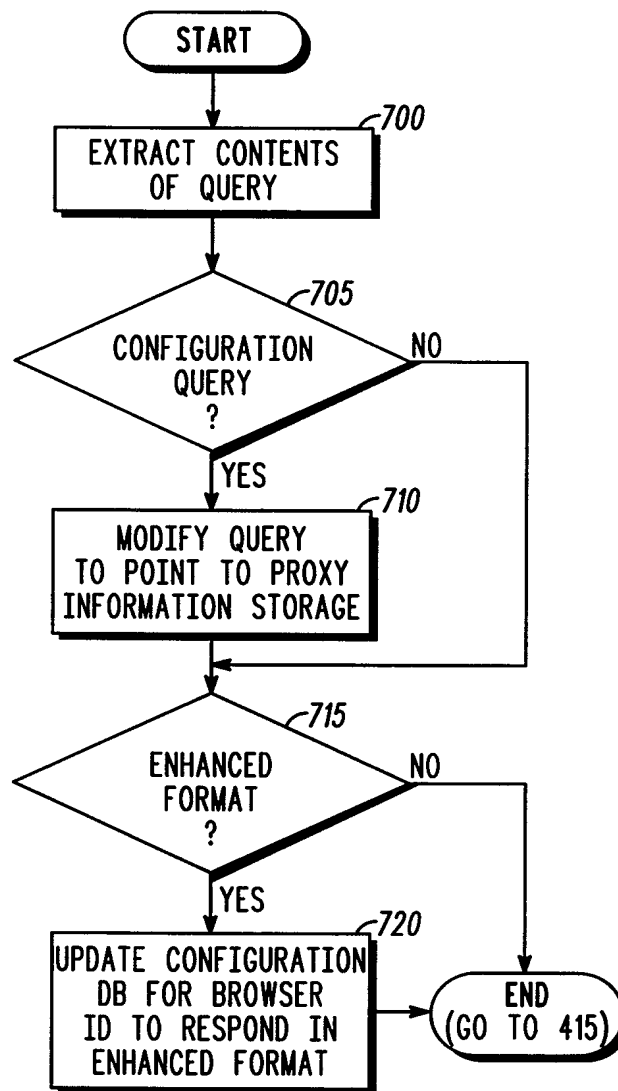 START
700
EXTRACT CONTENTS
OF QUERY
705
CONFIGURATION
QUERY
?
NO
YES
710
MODIFY QUERY
TO POINT TO PROXY
INFORMATION STORAGE
715
ENHANCED
FORMAT
?
NO
YES
720
UPDATE CONFIGURATION
DB FOR BROWSER
ID TO RESPOND IN
ENHANCED FORMAT
END
(GO TO 415)